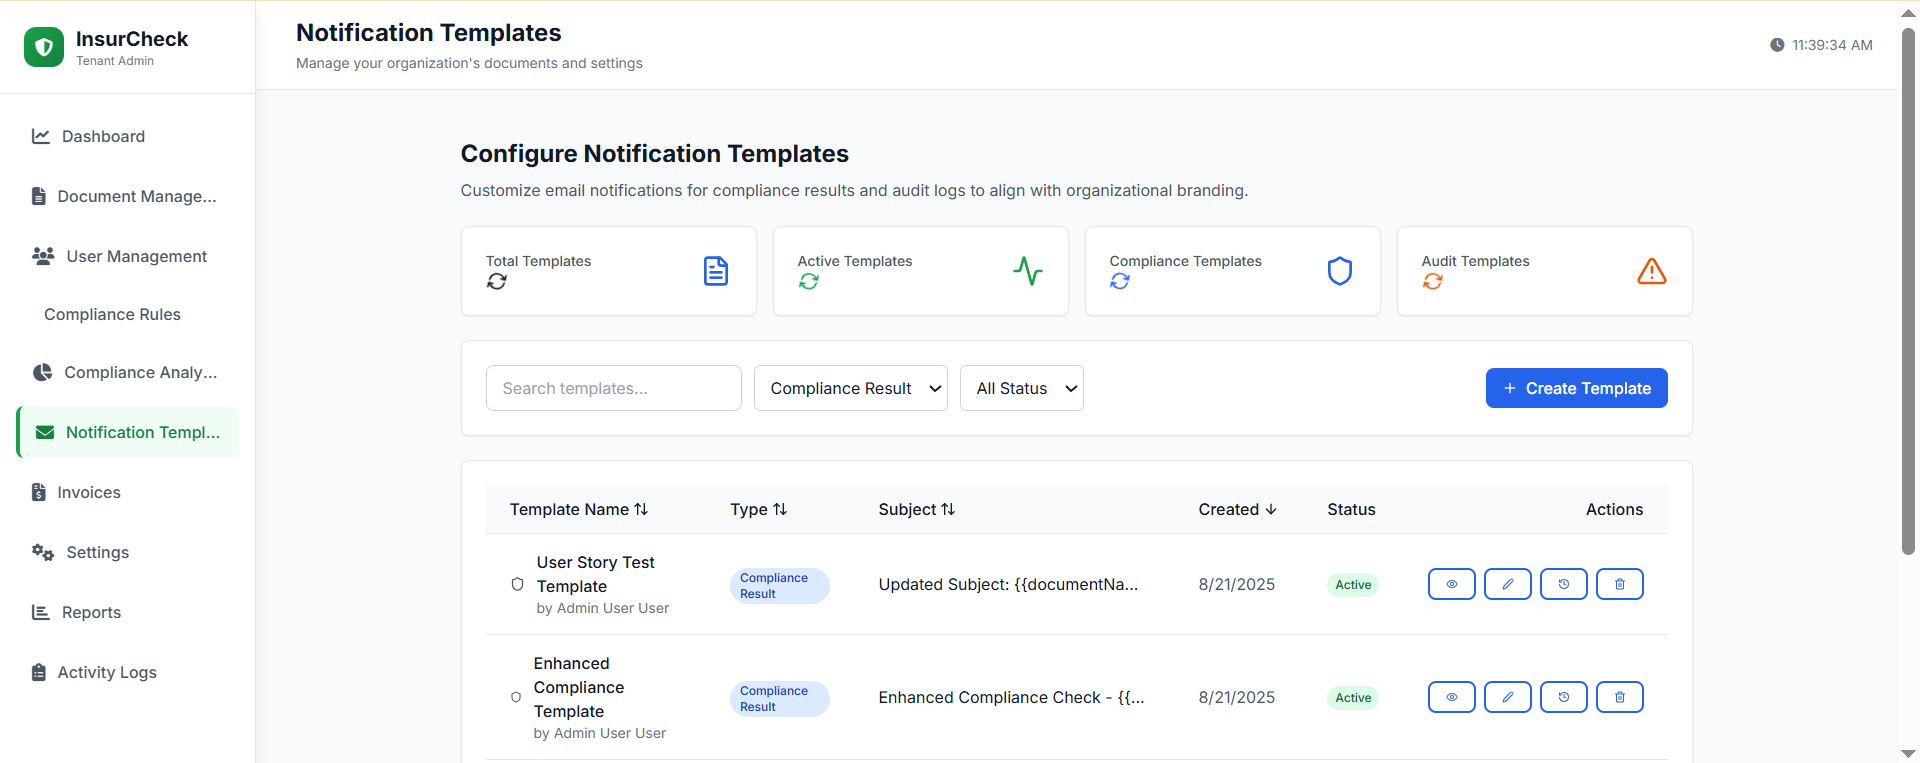 InsurCheck
Tenant Admin
Dashboard
Document Manage...
User Management
Compliance Rules
Compliance Analy...
Notification Templ...
Invoices
Settings
Reports
Activity Logs
Notification Templates
Manage your organization's documents and settings
11:39:34 AM
Configure Notification Templates
Customize email notifications for compliance results and audit logs to align with organizational branding.
Total Templates
Active Templates
Compliance Templates
Audit Templates
Search templates...
Compliance Result
All Status
+ Create Template
Template Name
Type
Subject
Created
Status
Actions
User Story Test
Template
by Admin User User
Compliance
Result
Updated Subject: {{documentNa...
8/21/2025
Active
Enhanced
Compliance
Template
by Admin User User
Compliance
Result
Enhanced Compliance Check - {{...
8/21/2025
Active